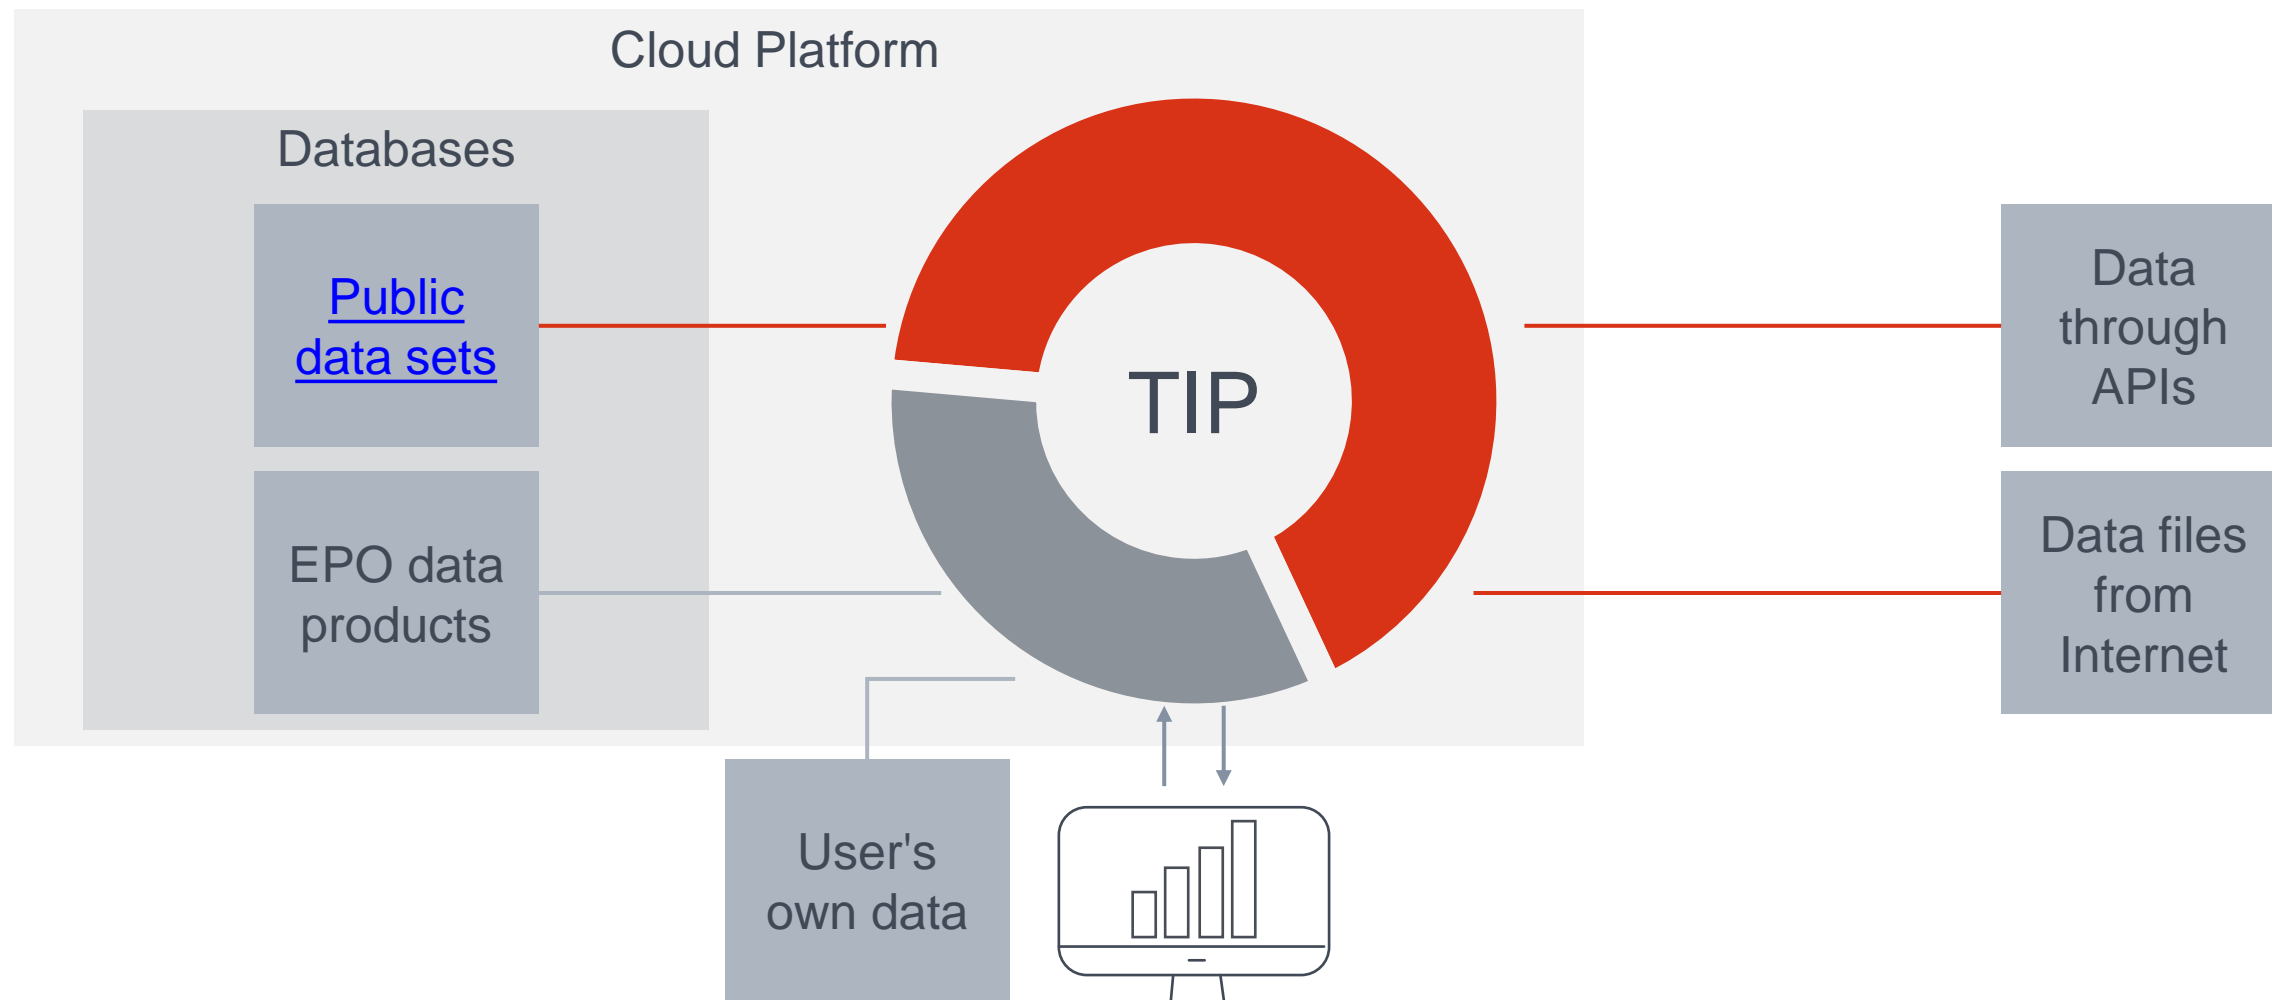 Cloud Platform
Databases
Public
data sets
EPO data
products
TIP
Data
through
APIs
Data files
from
Internet
User's
own data